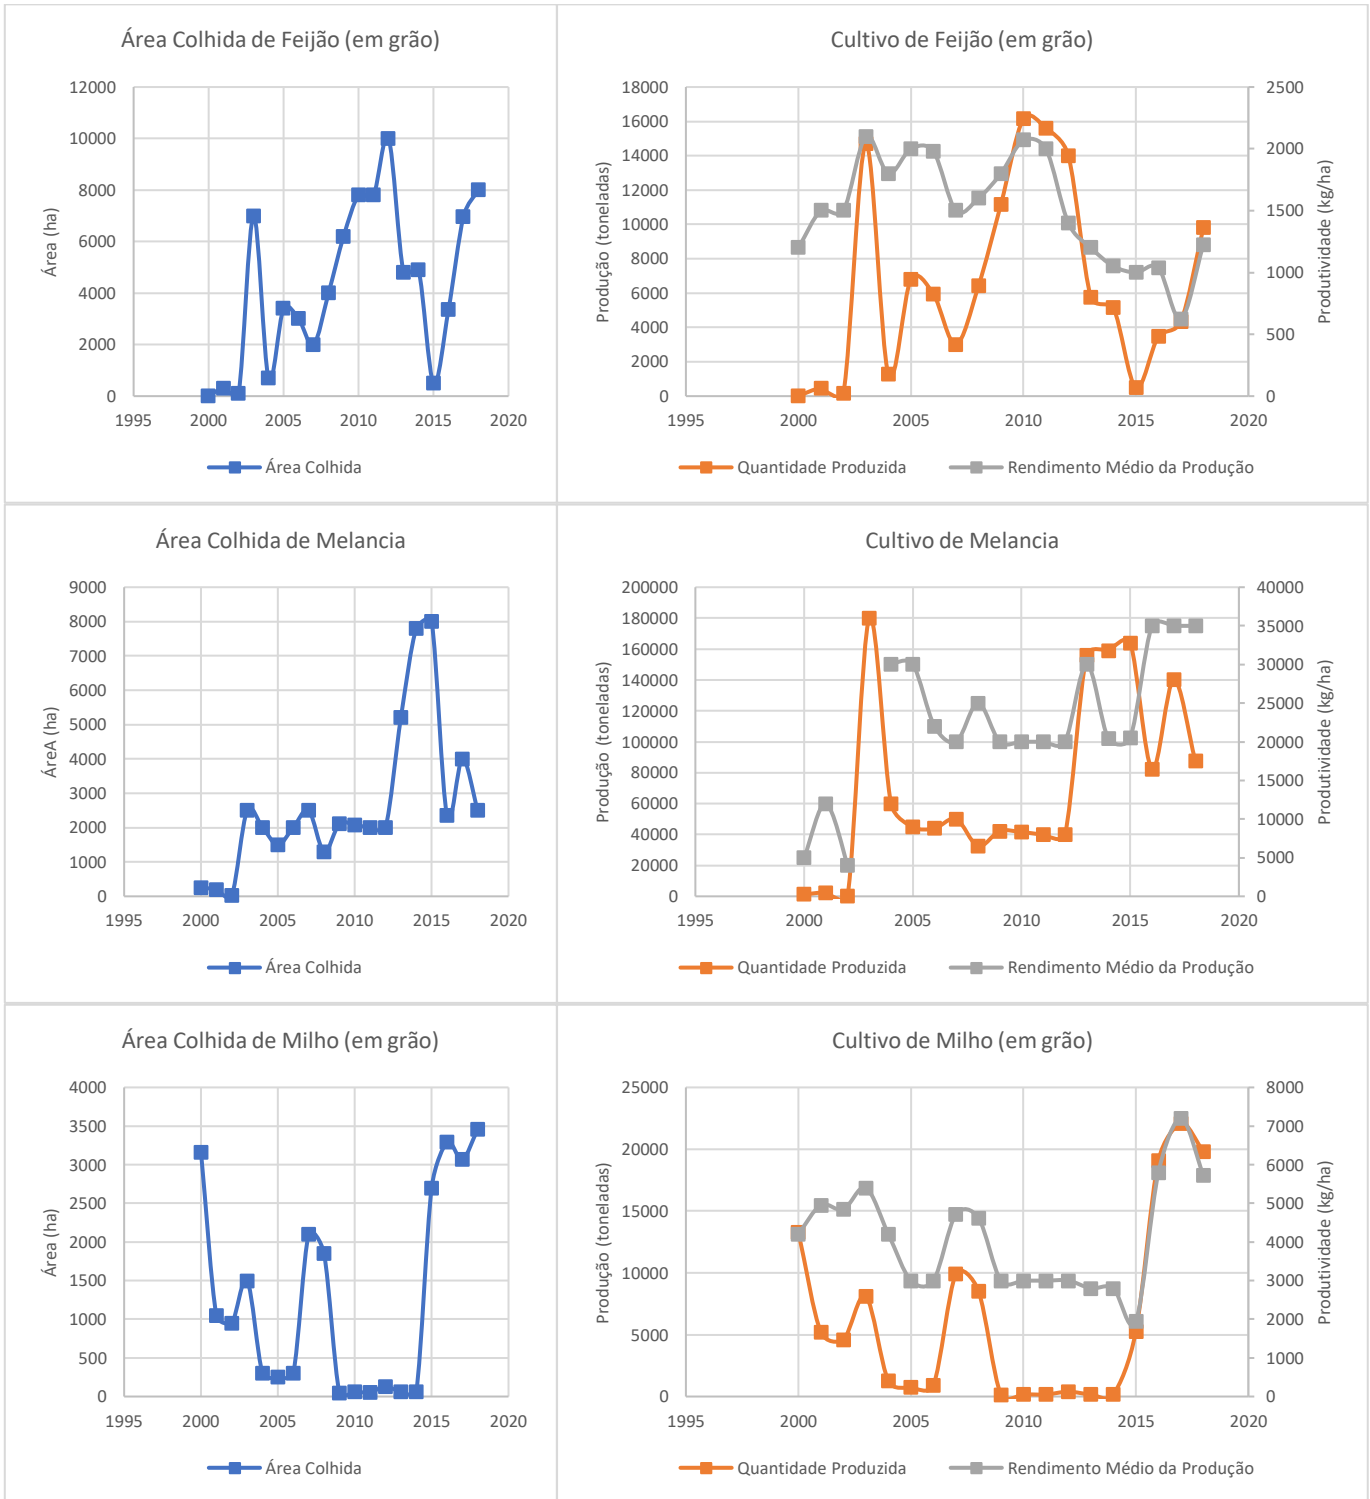 Área Colhida de Feijão (em grão)
12000
10000
8000
6000
4000
2000
0
Área (ha)
1995 2000 2005 2010 2015 2020
Área Colhida
Cultivo de Feijão (em grão)
18000
16000
14000
12000
10000
8000
6000
4000
2000
0
Produção (toneladas)
2500
2000
1500
1000
500
0
Produtividade (kg/ha)
1995 2000 2005 2010 2015 2020
Quantidade Produzida Rendimento Médio da Produção
Área Colhida de Melancia
9000
8000
7000
6000
5000
4000
3000
2000
1000
0
ÁreA (ha)
1995 2000 2005 2010 2015 2020
Área Colhida
Cultivo de Melancia
200000
180000
160000
140000
120000
100000
80000
60000
40000
20000
0
Produção (toneladas)
40000
35000
30000
25000
20000
15000
10000
5000
0
Produtividade (kg/ha)
1995 2000 2005 2010 2015 2020
Quantidade Produzida Rendimento Médio da Produção
Área Colhida de Milho (em grão)
4000
3500
3000
2500
2000
1500
1000
500
0
Área (ha)
1995 2000 2005 2010 2015 2020
Área Colhida
Cultivo de Milho (em grão)
25000
20000
15000
10000
5000
0
Produção (toneladas)
8000
7000
6000
5000
4000
3000
2000
1000
0
Produtividade (kg/ha)
1995 2000 2005 2010 2015 2020
Quantidade Produzida Rendimento Médio da Produção